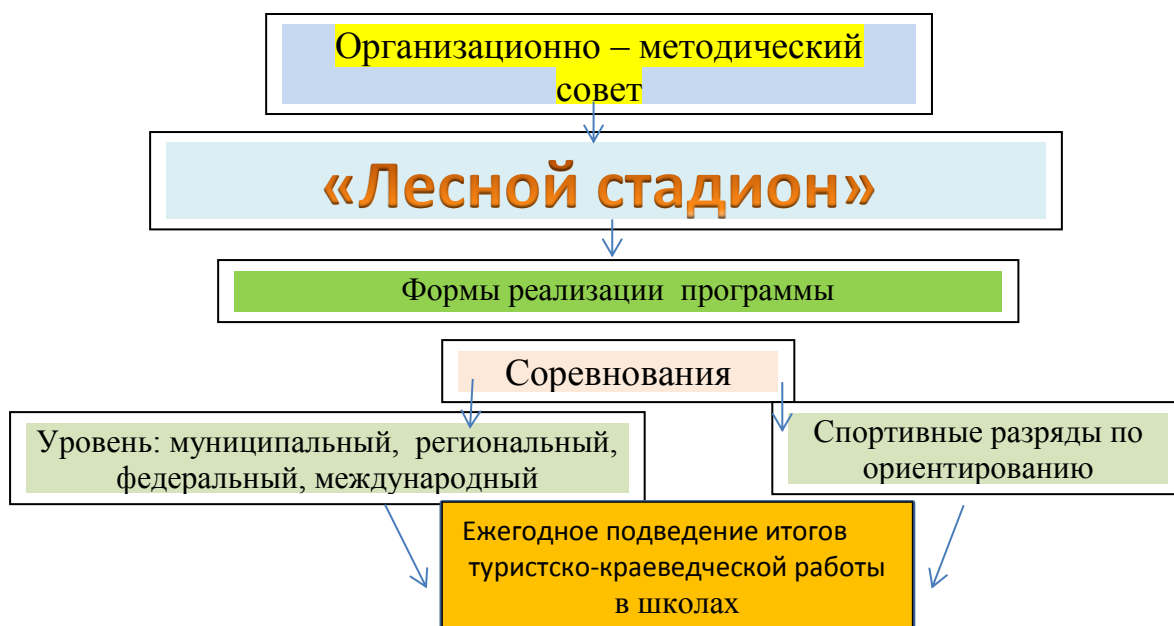 Организационно – методический
совет
«Лесной стадион»
Формы реализации программы
Соревнования
Уровень: муниципальный, региональный,
федеральный, международный
Спортивные разряды по
ориентированию
Ежегодное подведение итогов
туристско-краеведческой работы
в школах